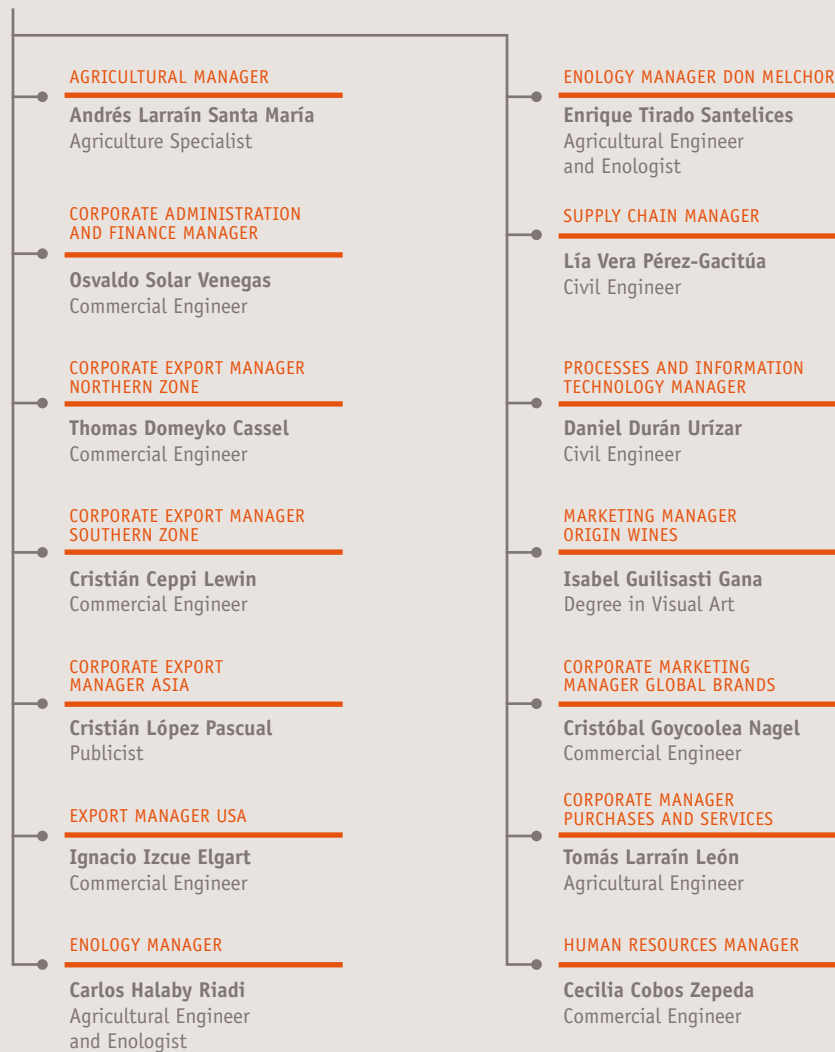 AGRICULTURAL MANAGER
Andrés Larraín Santa María
Agriculture Specialist
CORPORATE ADMINISTRATION
AND FINANCE MANAGER
Osvaldo Solar Venegas
Commercial Engineer
CORPORATE EXPORT MANAGER
NORTHERN ZONE
Thomas Domeyko Cassel
Commercial Engineer
CORPORATE EXPORT MANAGER
SOUTHERN ZONE
Cristián Ceppi Lewin
Commercial Engineer
CORPORATE EXPORT
MANAGER ASIA
Cristián López Pascual
Publicist
EXPORT MANAGER USA
Ignacio Izcue Elgart
Commercial Engineer
ENOLOGY MANAGER
Carlos Halaby Riadi
Agricultural Engineer
and Enologist
ENOLOGY MANAGER DON MELCHOR
Enrique Tirado Santelices
Agricultural Engineer
and Enologist
SUPPLY CHAIN MANAGER
Lía Vera Pérez-Gacitúa
Civil Engineer
PROCESSES AND INFORMATION
TECHNOLOGY MANAGER
Daniel Durán Urízar
Civil Engineer
MARKETING MANAGER
ORIGIN WINES
Isabel Guilisasti Gana
Degree in Visual Art
CORPORATE MARKETING
MANAGER GLOBAL BRANDS
Cristóbal Goycoolea Nagel
Commercial Engineer
CORPORATE MANAGER
PURCHASES AND SERVICES
Tomás Larraín León
Agricultural Engineer
HUMAN RESOURCES MANAGER
Cecilia Cobos Zepeda
Commercial Engineer